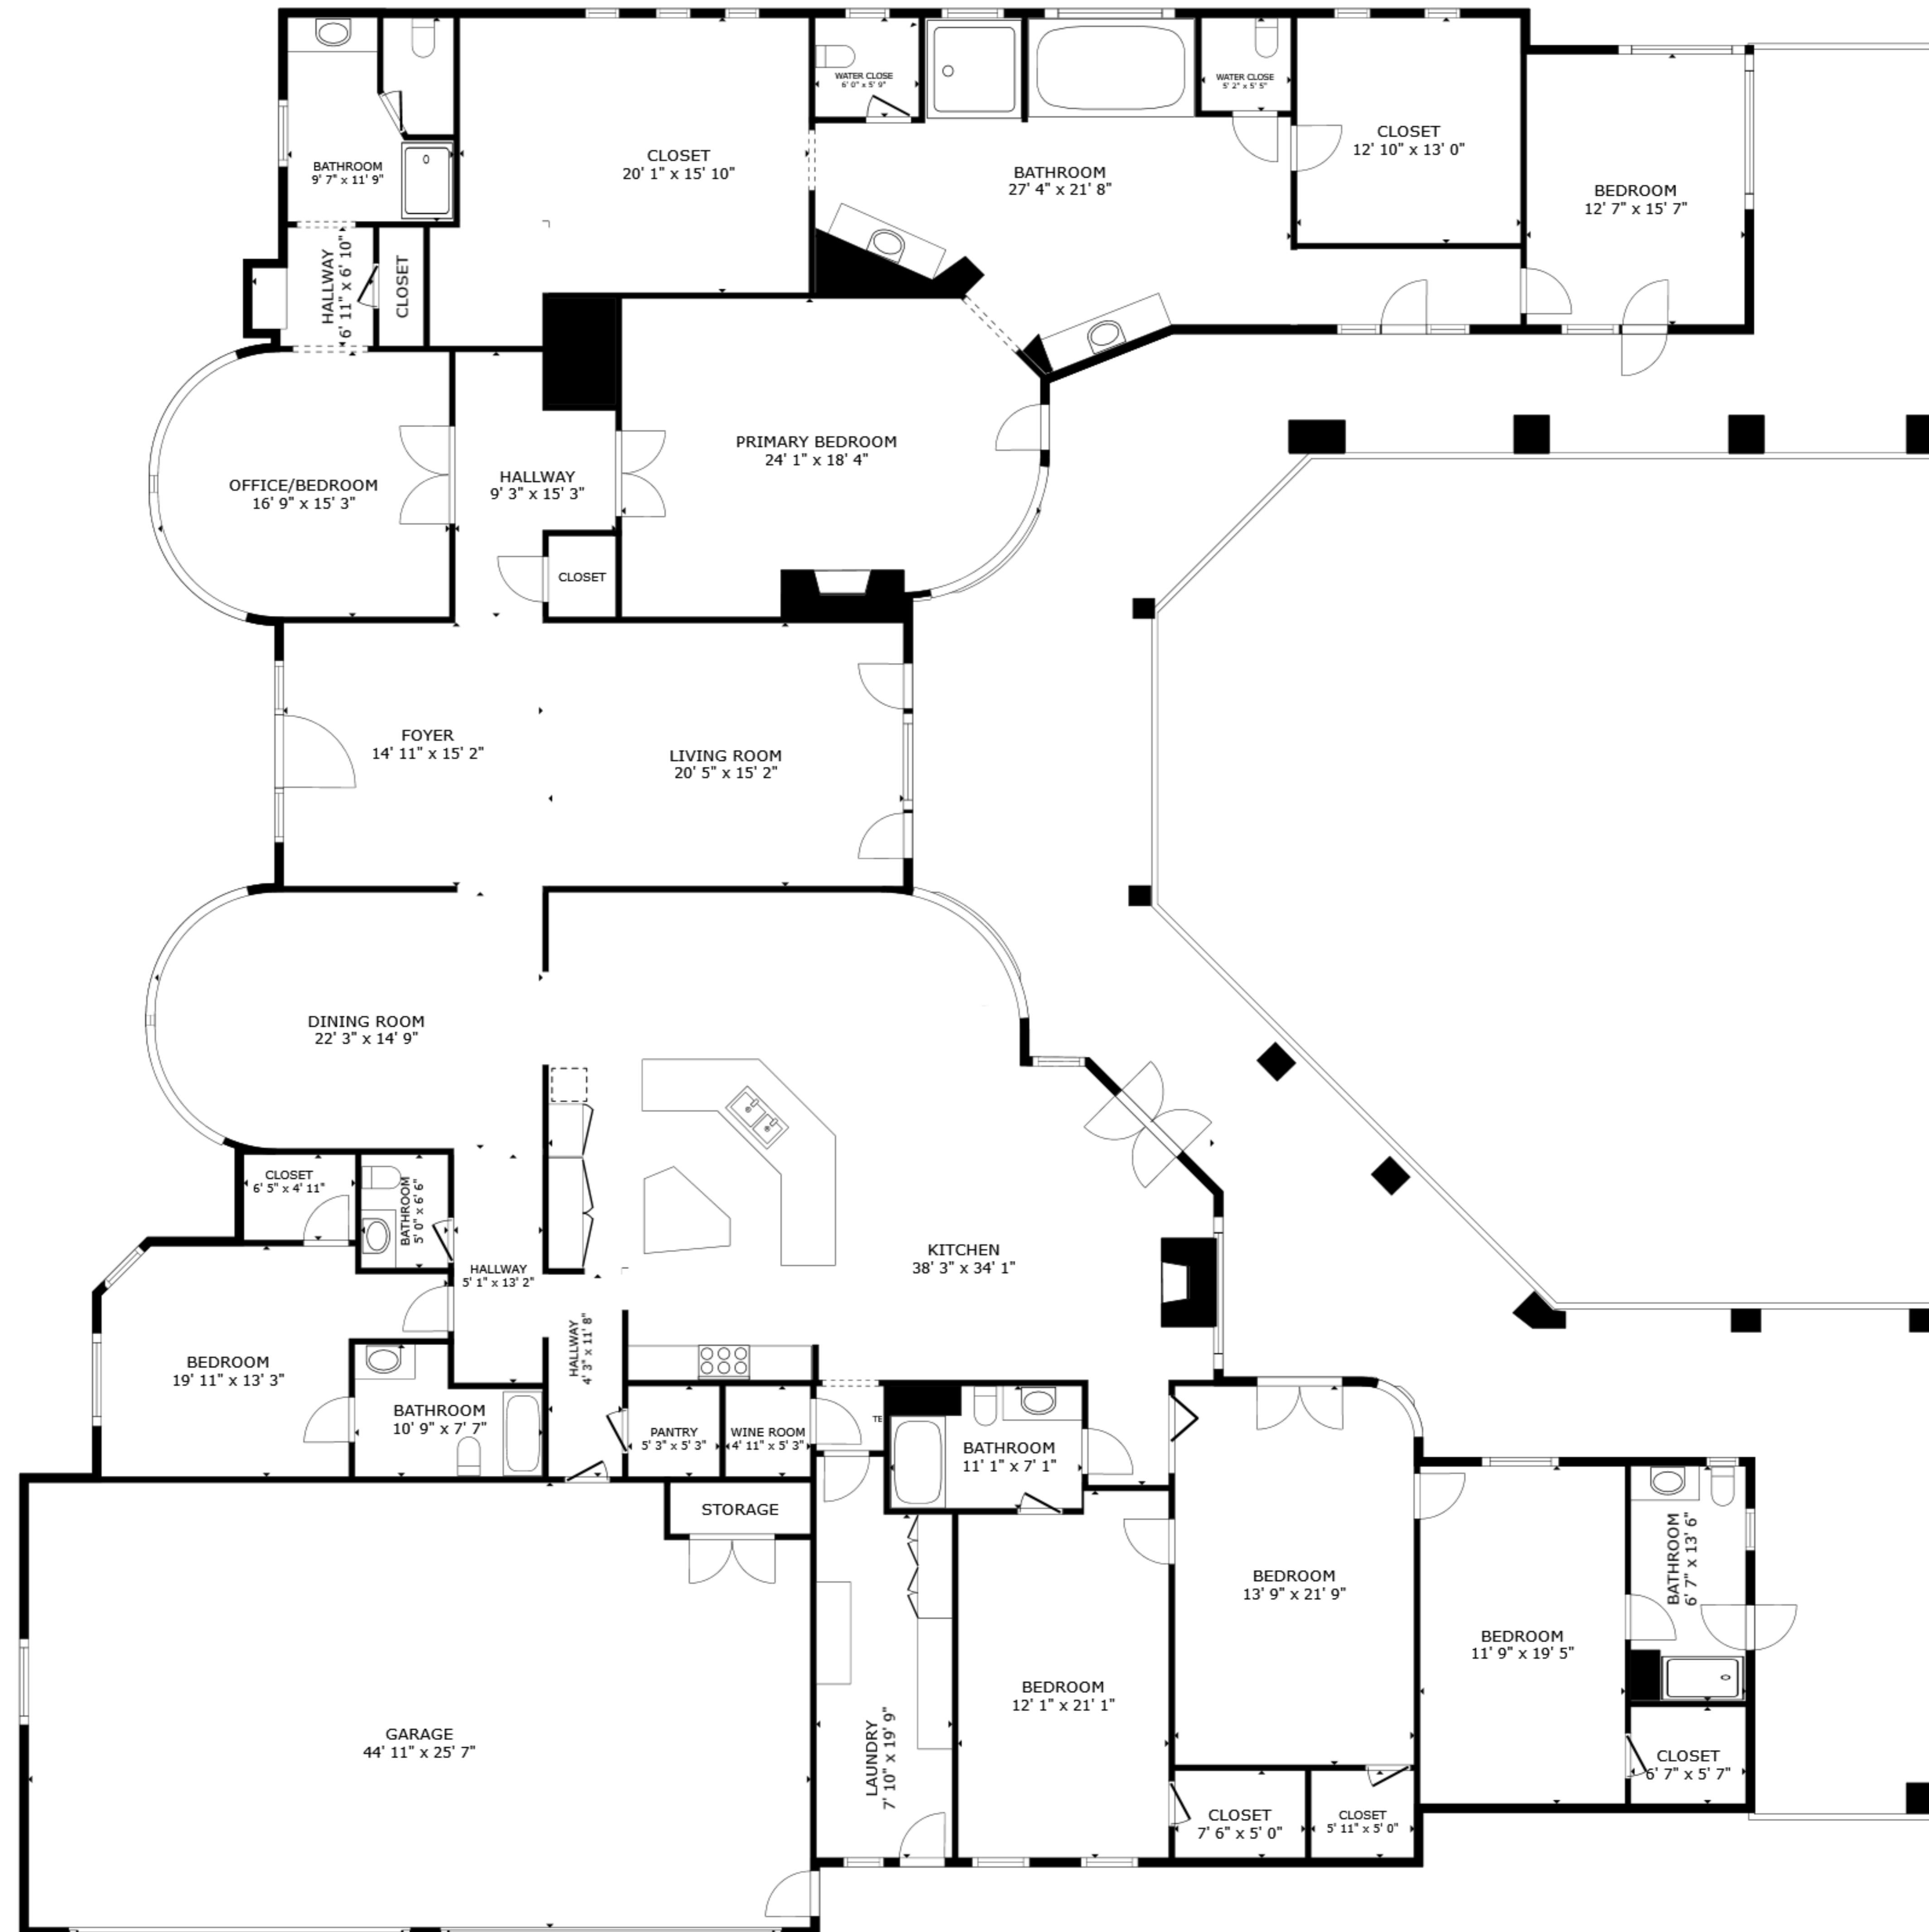 WATER CLOSE
6' 0" x 5' 9"
WATER CLOSE
5' 2" x 5' 5"
CLOSET
12' 10" x 13' 0"
CLOSET
20' 1" x 15' 10"
BATHROOM
9' 7" x 11' 9"
BATHROOM
27' 4" x 21' 8"
BEDROOM
12' 7" x 15' 7"
HALLWAY
6' 11" x 6' 10"
CLOSET
PRIMARY BEDROOM
24' 1" x 18' 4"
OFFICE/BEDROOM
16' 9" x 15' 3"
HALLWAY
9' 3" x 15' 3"
CLOSET
FOYER
14' 11" x 15' 2"
LIVING ROOM
20' 5" x 15' 2"
DINING ROOM
22' 3" x 14' 9"
CLOSET
6' 5" x 4' 11"
BATHROOM
5' 0" x 6' 6"
HALLWAY
5' 1" x 13' 2"
KITCHEN
38' 3" x 34' 1"
HALLWAY
4' 3" x 11' 8"
BEDROOM
19' 11" x 13' 3"
BATHROOM
10' 9" x 7' 7"
PANTRY
5' 3" x 5' 3"
WINE ROOM
4' 11" x 5' 3"
TE
BATHROOM
11' 1" x 7' 1"
STORAGE
BEDROOM
13' 9" x 21' 9"
BATHROOM
6' 7" x 13' 6"
BEDROOM
11' 9" x 19' 5"
BEDROOM
12' 1" x 21' 1"
GARAGE
44' 11" x 25' 7"
LAUNDRY
7' 10" x 19' 9"
CLOSET
6' 7" x 5' 7"
CLOSET
7' 6" x 5' 0"
CLOSET
5' 11" x 5' 0"